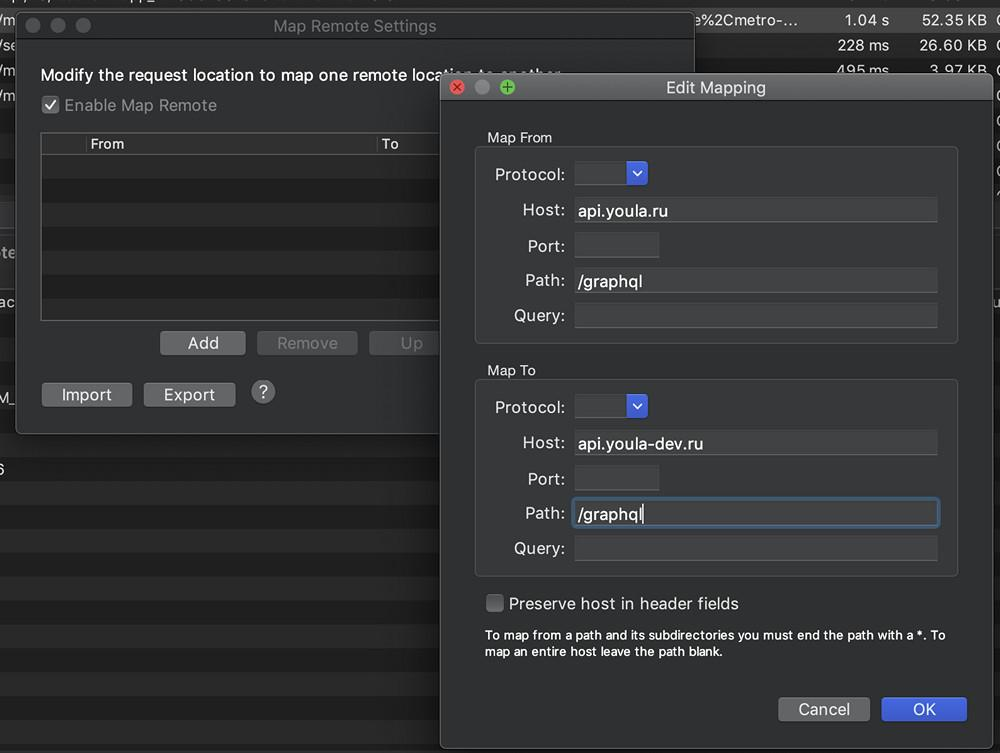 Map Remote Settings
e%2Cmetro-... 1.04 s 52.35 KB
228 ms 26.60 KB
495 ms 3.97 KB
Modify the request location to map one remote location to another.
Enable Map Remote
From To
Add Remove Up
Import Export ?
Edit Mapping
Map From
Protocol:
Host: api.youla.ru
Port:
Path: /graphql
Query:
Map To
Protocol:
Host: api.youla-dev.ru
Port:
Path: /graphql
Query:
Preserve host in header fields
To map from a path and its subdirectories you must end the path with a *. To
map an entire host leave the path blank.
Cancel OK